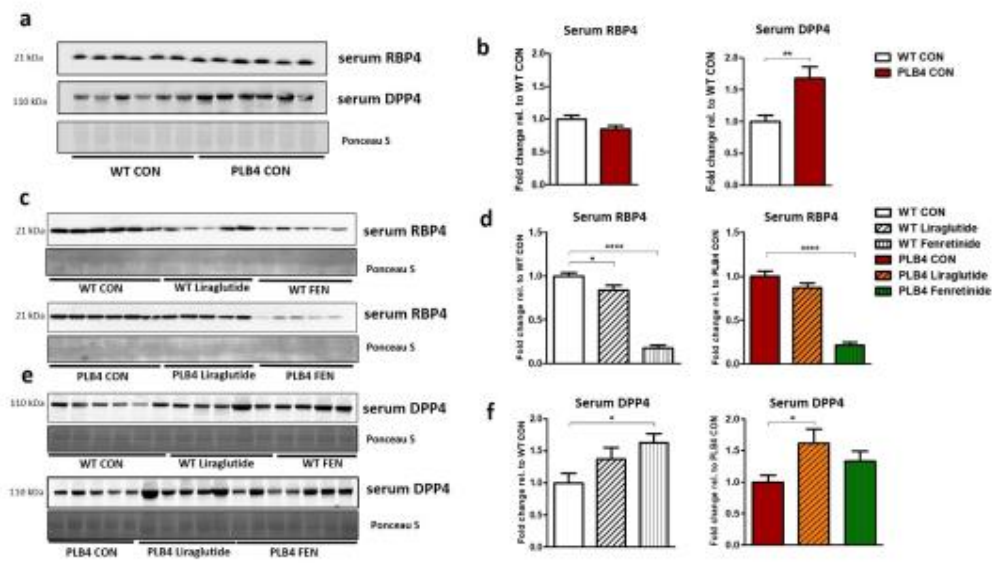 a
21 kDa
serum RBP4
110 kDa
serum DPP4
Ponceau S
WT CON PLB4 CON
b
Serum RBP4
Fold change rel. to WT CON
2.0
1.5
1.0
0.5
0.0
Serum DPP4
Fold change rel. to WT CON
2.0
1.5
1.0
0.5
0.0
**
WT CON
PLB4 CON
c
21 kDa
serum RBP4
Ponceau S
WT CON WT Liraglutide WT FEN
21 kDa
serum RBP4
Ponceau S
PLB4 CON PLB4 Liraglutide PLB4 FEN
d
Serum RBP4
Fold change rel. to WT CON
1.5
1.0
0.5
0.0
****
*
Serum RBP4
Fold change rel. to PLB4 CON
1.5
1.0
0.5
0.0
****
WT CON
WT Liraglutide
WT Fenretinide
PLB4 CON
PLB4 Liraglutide
PLB4 Fenretinide
e
110 kDa
serum DPP4
Ponceau S
WT CON WT Liraglutide WT FEN
110 kDa
serum DPP4
Ponceau S
PLB4 CON PLB4 Liraglutide PLB4 FEN
f
Serum DPP4
Fold change rel. to WT CON
2.0
1.5
1.0
0.5
0.0
*
Serum DPP4
Fold change rel. to PLB4 CON
2.0
1.5
1.0
0.5
0.0
*